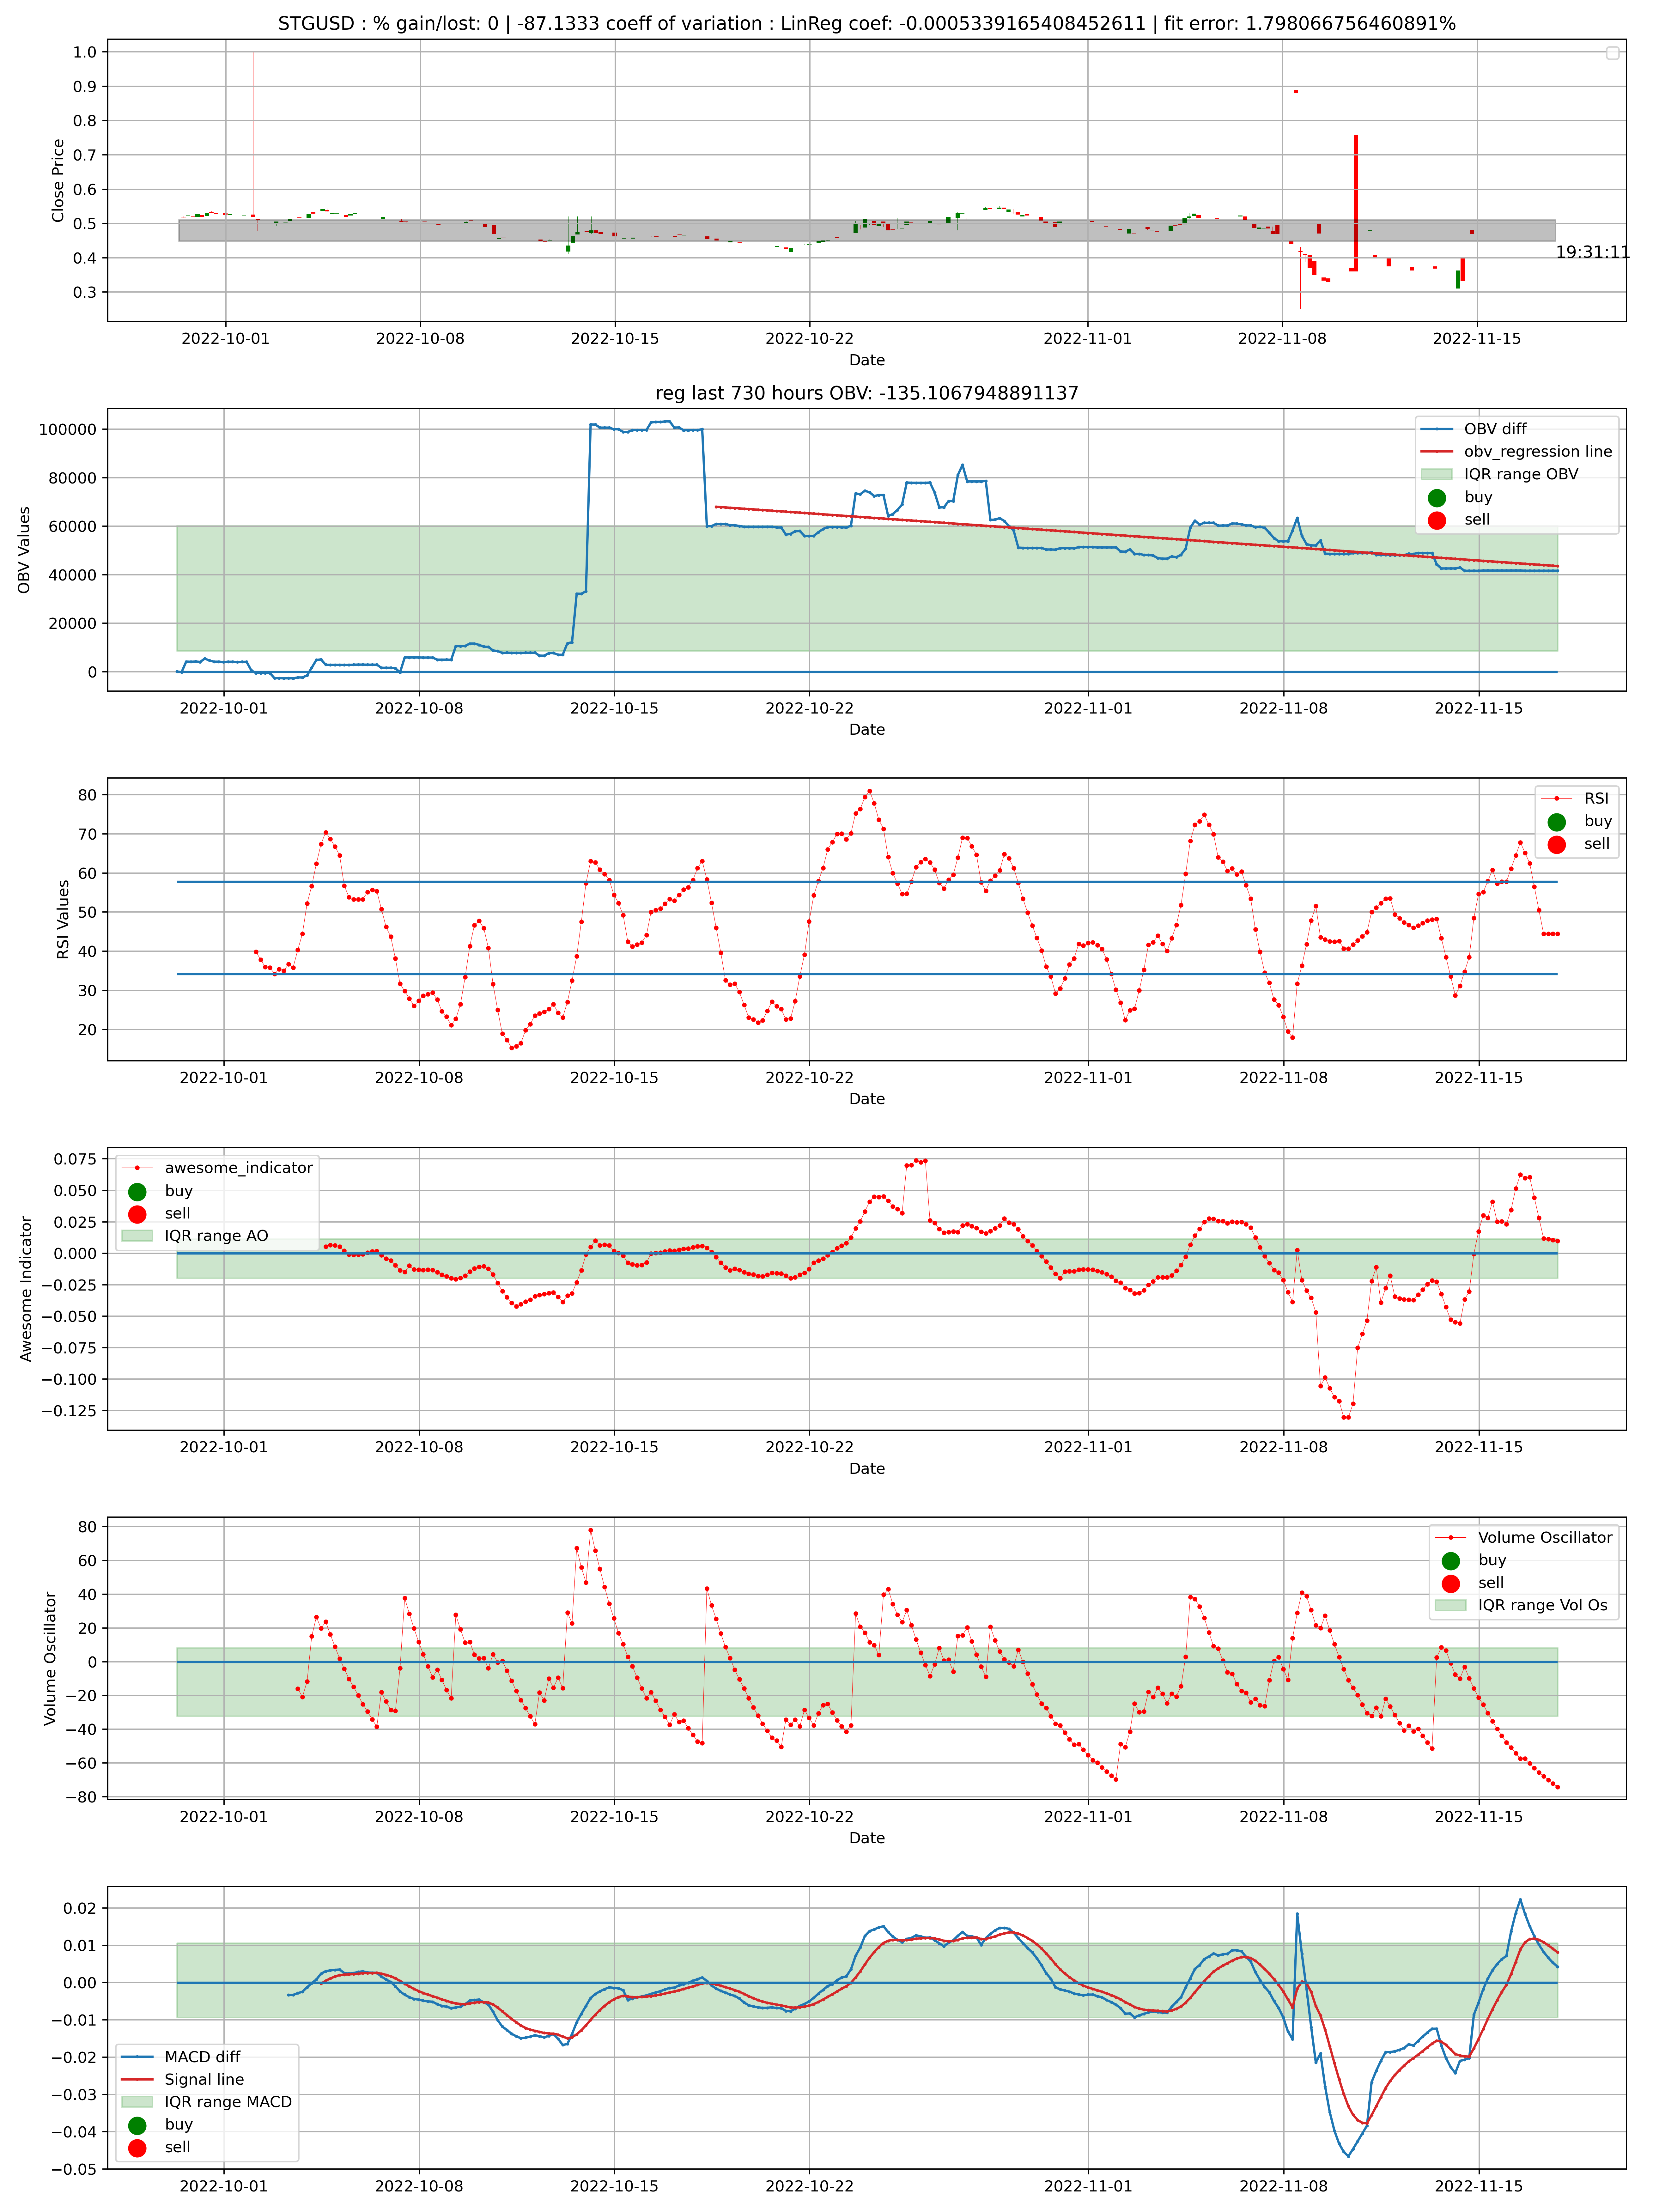 STGUSD : % gain/lost: 0 | -87.1333 coeff of variation : LinReg coef: -0.0005339165408452611 | fit error: 1.798066756460891%
Close Price
1.0
0.9
0.8
0.7
0.6
0.5
0.4
0.3
19:31:11
2022-10-01 2022-10-08 2022-10-15 2022-10-22 2022-11-01 2022-11-08 2022-11-15
Date
reg last 730 hours OBV: -135.1067948891137
OBV Values
100000
80000
60000
40000
20000
0
OBV diff
obv_regression line
IQR range OBV
buy
sell
2022-10-01 2022-10-08 2022-10-15 2022-10-22 2022-11-01 2022-11-08 2022-11-15
Date
RSI Values
80
70
60
50
40
30
20
RSI
buy
sell
2022-10-01 2022-10-08 2022-10-15 2022-10-22 2022-11-01 2022-11-08 2022-11-15
Date
Awesome Indicator
0.075
0.050
0.025
0.000
−0.025
−0.050
−0.075
−0.100
−0.125
awesome_indicator
buy
sell
IQR range AO
2022-10-01 2022-10-08 2022-10-15 2022-10-22 2022-11-01 2022-11-08 2022-11-15
Date
Volume Oscillator
80
60
40
20
0
−20
−40
−60
−80
Volume Oscillator
buy
sell
IQR range Vol Os
2022-10-01 2022-10-08 2022-10-15 2022-10-22 2022-11-01 2022-11-08 2022-11-15
Date
0.02
0.01
0.00
−0.01
−0.02
−0.03
−0.04
−0.05
MACD diff
Signal line
IQR range MACD
buy
sell
2022-10-01 2022-10-08 2022-10-15 2022-10-22 2022-11-01 2022-11-08 2022-11-15